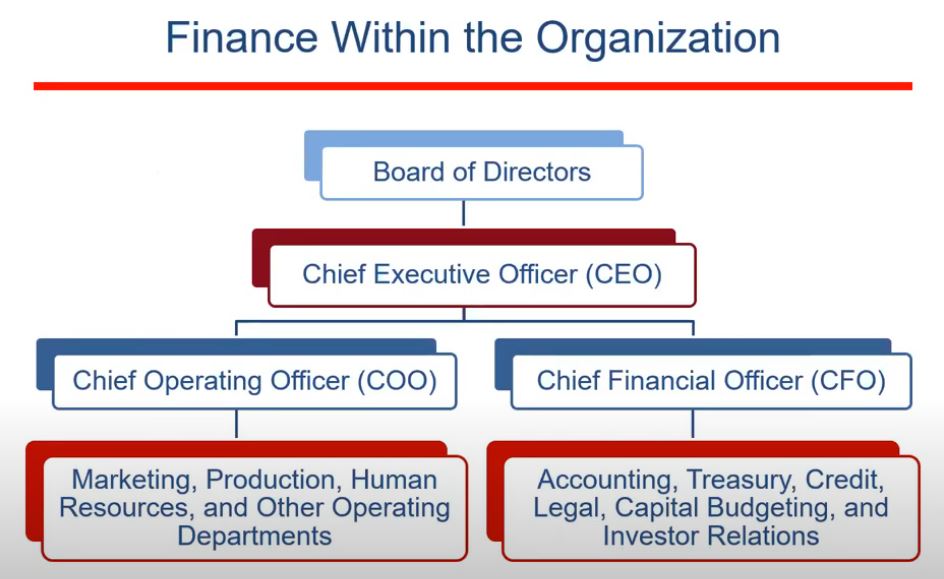 Finance Within the Organization
Board of Directors
Chief Executive Officer (CEO)
Chief Operating Officer (COO)
Chief Financial Officer (CFO)
Marketing, Production, Human
Resources, and Other Operating
Departments
Accounting, Treasury, Credit,
Legal, Capital Budgeting, and
Investor Relations